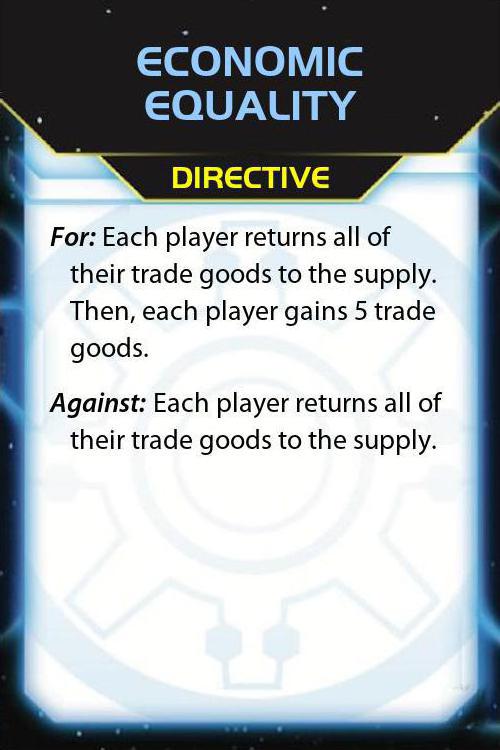 ECONOMIC
EQUALITY
DIRECTIVE
For: Each player returns all of
their trade goods to the supply.
Then, each player gains 5 trade
goods.
Against: Each player returns all of
their trade goods to the supply.